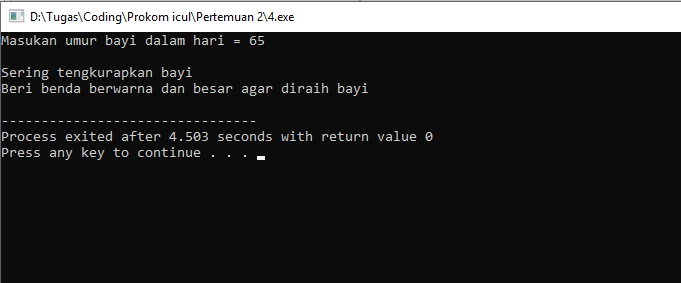 D:\Tugas\Coding\Prokom icul\Pertemuan 2\4.exe
Masukan umur bayi dalam hari = 65
Sering tengkurapkan bayi
Beri benda berwarna dan besar agar diraih bayi
--------------------------------
Process exited after 4.503 seconds with return value 0
Press any key to continue . . .